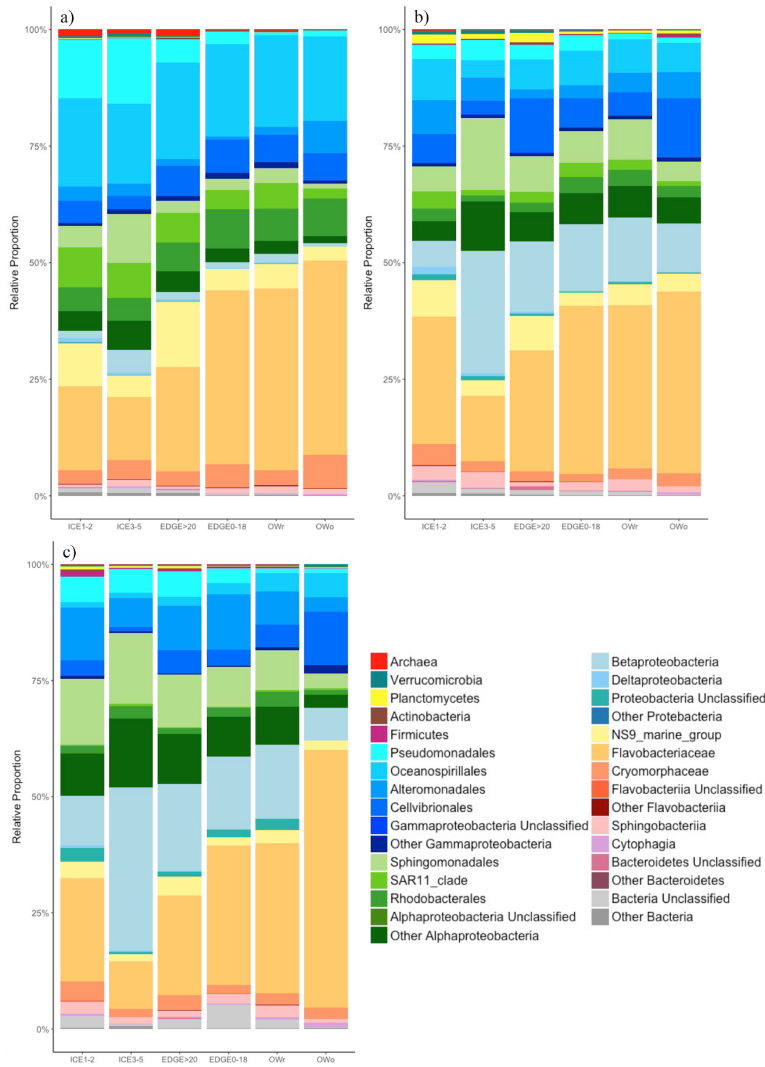 a)
100%
75%
50%
25%
0%
Relative Proportion
ICE1-2 ICE3-5 EDGE>20 EDGE0-18 OWr OWo
b)
100%
75%
50%
25%
0%
Relative Proportion
ICE1-2 ICE3-5 EDGE>20 EDGE0-18 OWr OWo
c)
100%
75%
50%
25%
0%
Relative Proportion
ICE1-2 ICE3-5 EDGE>20 EDGE0-18 OWr OWo
Archaea
Verrucomicrobia
Planctomycetes
Actinobacteria
Firmicutes
Pseudomonadales
Oceanospirillales
Alteromonadales
Cellvibrionales
Gammaproteobacteria Unclassified
Other Gammaproteobacteria
Sphingomonadales
SAR11_clade
Rhodobacterales
Alphaproteobacteria Unclassified
Other Alphaproteobacteria
Betaproteobacteria
Deltaproteobacteria
Proteobacteria Unclassified
Other Protebacteria
NS9_marine_group
Flavobacteriaceae
Cryomorphaceae
Flavobacteriia Unclassified
Other Flavobacteriia
Sphingobacteriia
Cytophagia
Bacteroidetes Unclassified
Other Bacteroidetes
Bacteria Unclassified
Other Bacteria